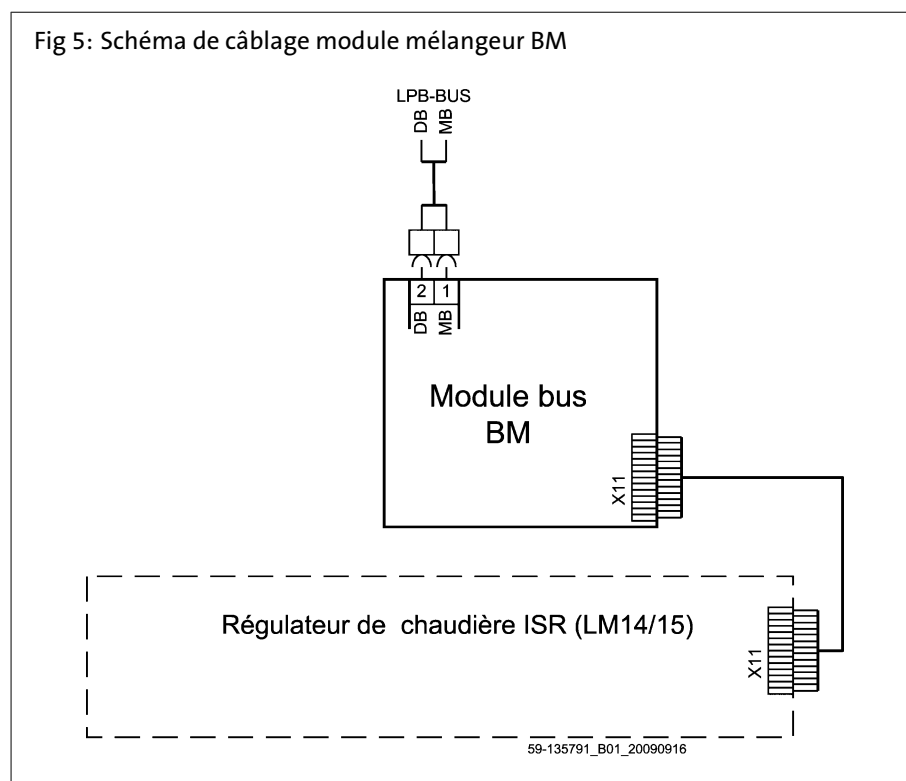 Fig 5: Schéma de câblage module mélangeur BM
LPB-BUS
DB MB
2 1
DB MB
Module bus
BM
X11
Régulateur de chaudière ISR (LM14/15)
X11
59-135791_B01_20090916